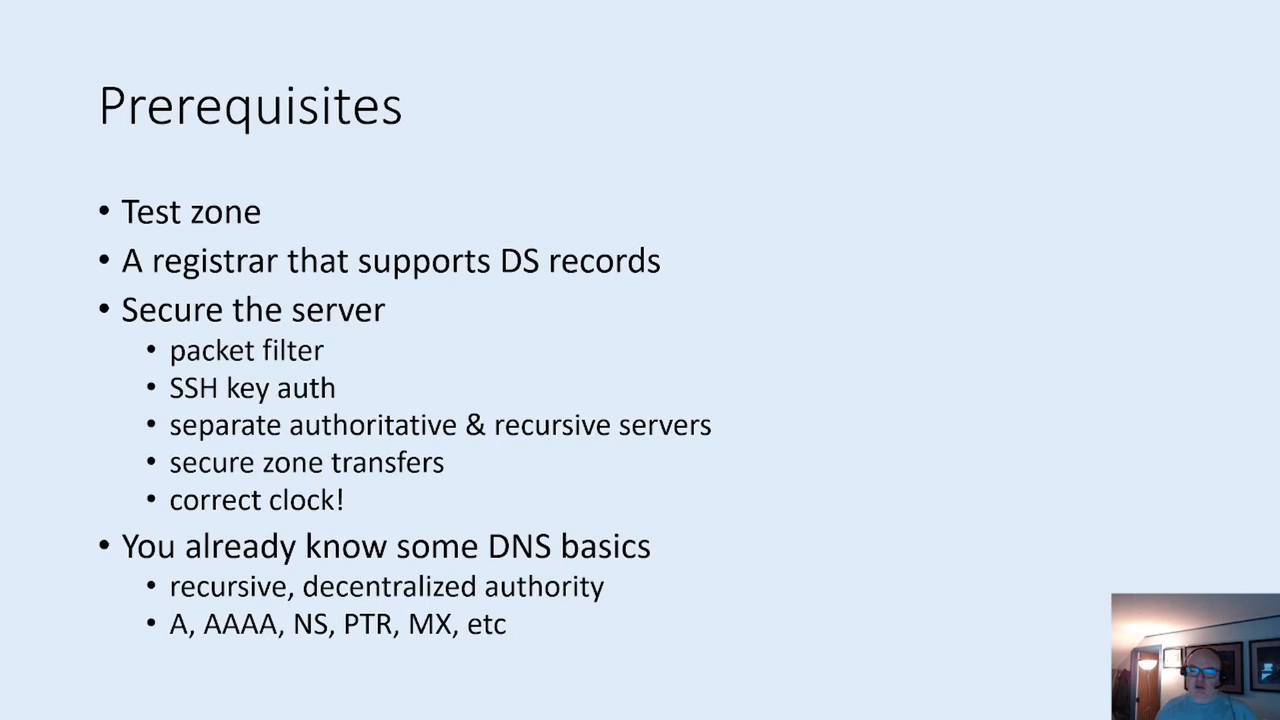 Prerequisites
• Test zone
• A registrar that supports DS records
• Secure the server
• packet filter
• SSH key auth
• separate authoritative & recursive servers
• secure zone transfers
• correct clock!
• You already know some DNS basics
• recursive, decentralized authority
• A, AAAA, NS, PTR, MX, etc